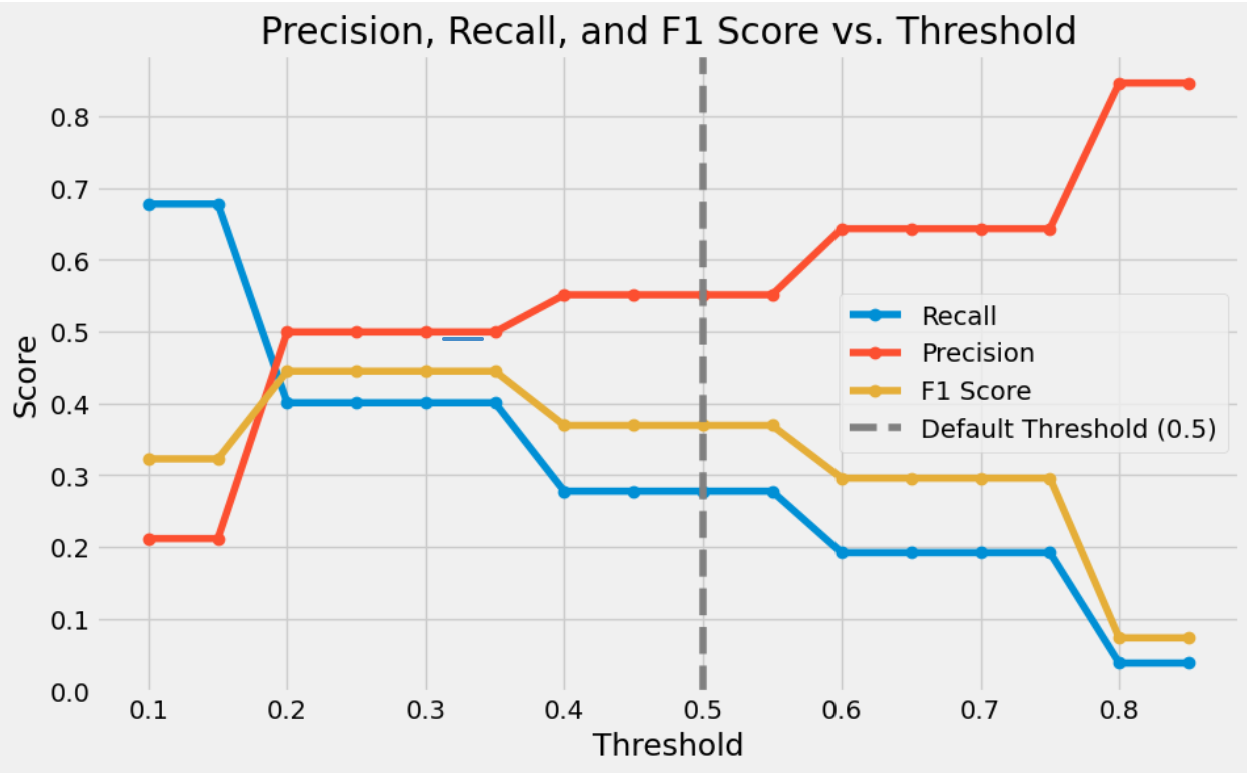 Precision, Recall, and F1 Score vs. Threshold
Score
0.8
0.7
0.6
0.5
0.4
0.3
0.2
0.1
0.0
Recall
Precision
F1 Score
Default Threshold (0.5)
0.1 0.2 0.3 0.4 0.5 0.6 0.7 0.8
Threshold